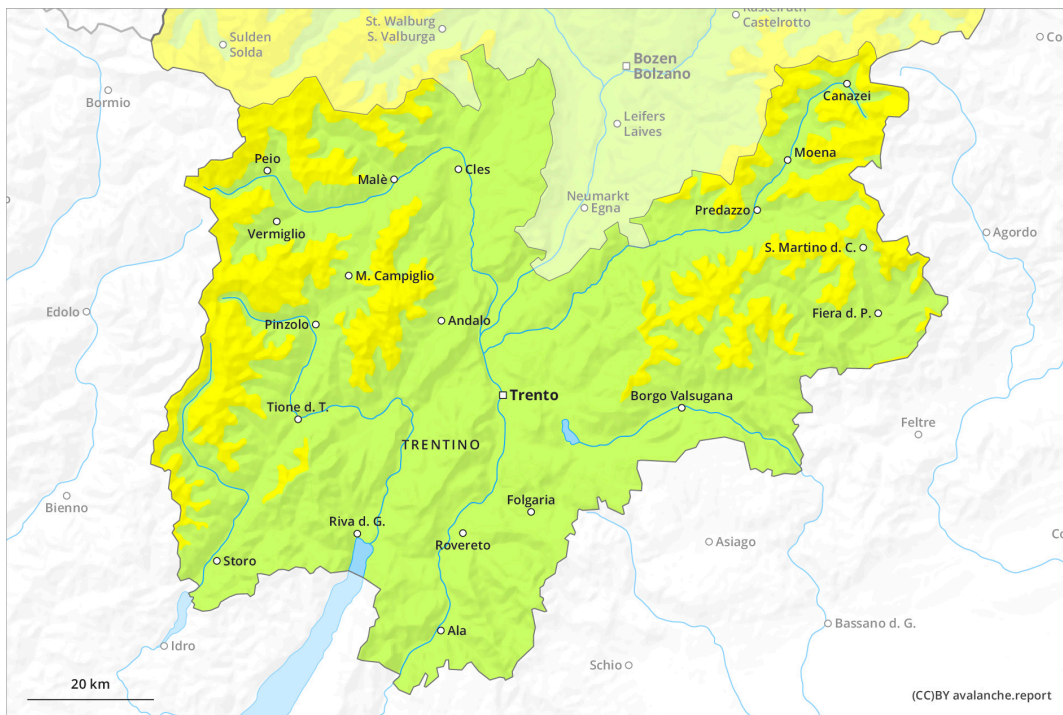 St. Walburg
S. Valburga
Kastelruth
Castelrotto
Sulden
Solda
Bozen
Bolzano
Bormio
Canazei
Leifers
Laives
Moena
Peio
Malè
Cles
Neumarkt
Egna
Predazzo
Vermiglio
Agordo
S. Martino d. C.
M. Campiglio
Edolo
Pinzolo
Andalo
Fiera d. P.
Trento
Borgo Valsugana
Tione d. T.
Feltre
TRENTINO
Bienno
Folgaria
Riva d. G.
Rovereto
Asiago
Storo
Ala
Bassano d. G.
Idro
Schio
20 km
(CC)BY avalanche.report